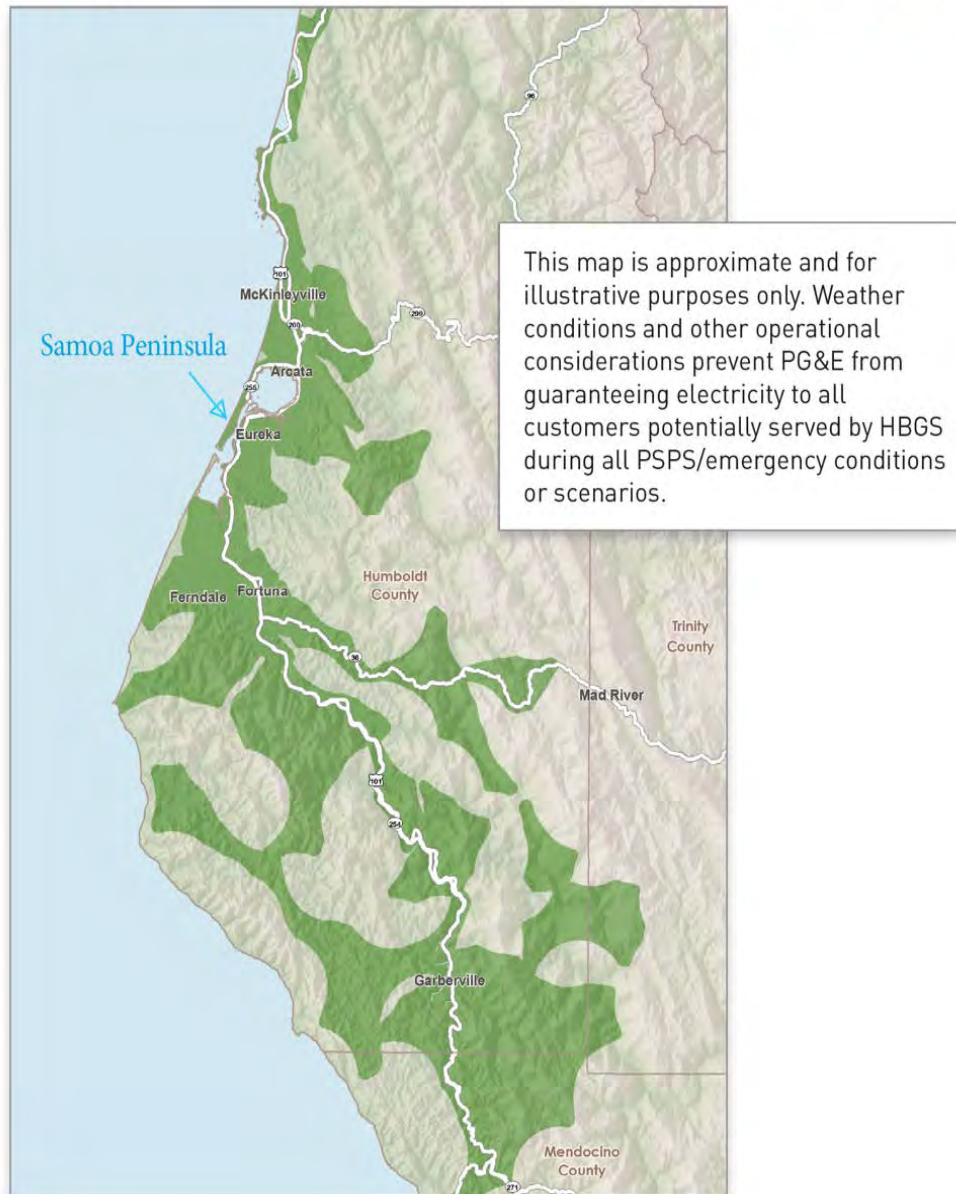 96
101
McKinleyville
200
299
Samoa Peninsula
Arcata
255
Eureka
This map is approximate and for
illustrative purposes only. Weather
conditions and other operational
considerations prevent PG&E from
guaranteeing electricity to all
customers potentially served by HBGS
during all PSPS/emergency conditions
or scenarios.
Humboldt
County
Ferndale
Fortuna
Trinity
County
36
Mad River
101
254
Garberville
Mendocino
County
271